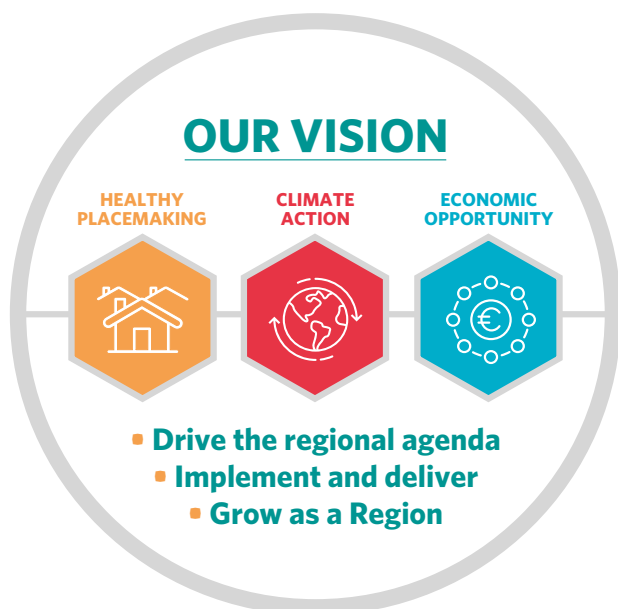 OUR VISION
HEALTHY
PLACEMAKING
CLIMATE
ACTION
ECONOMIC
OPPORTUNITY
€
Drive the regional agenda
Implement and deliver
Grow as a Region